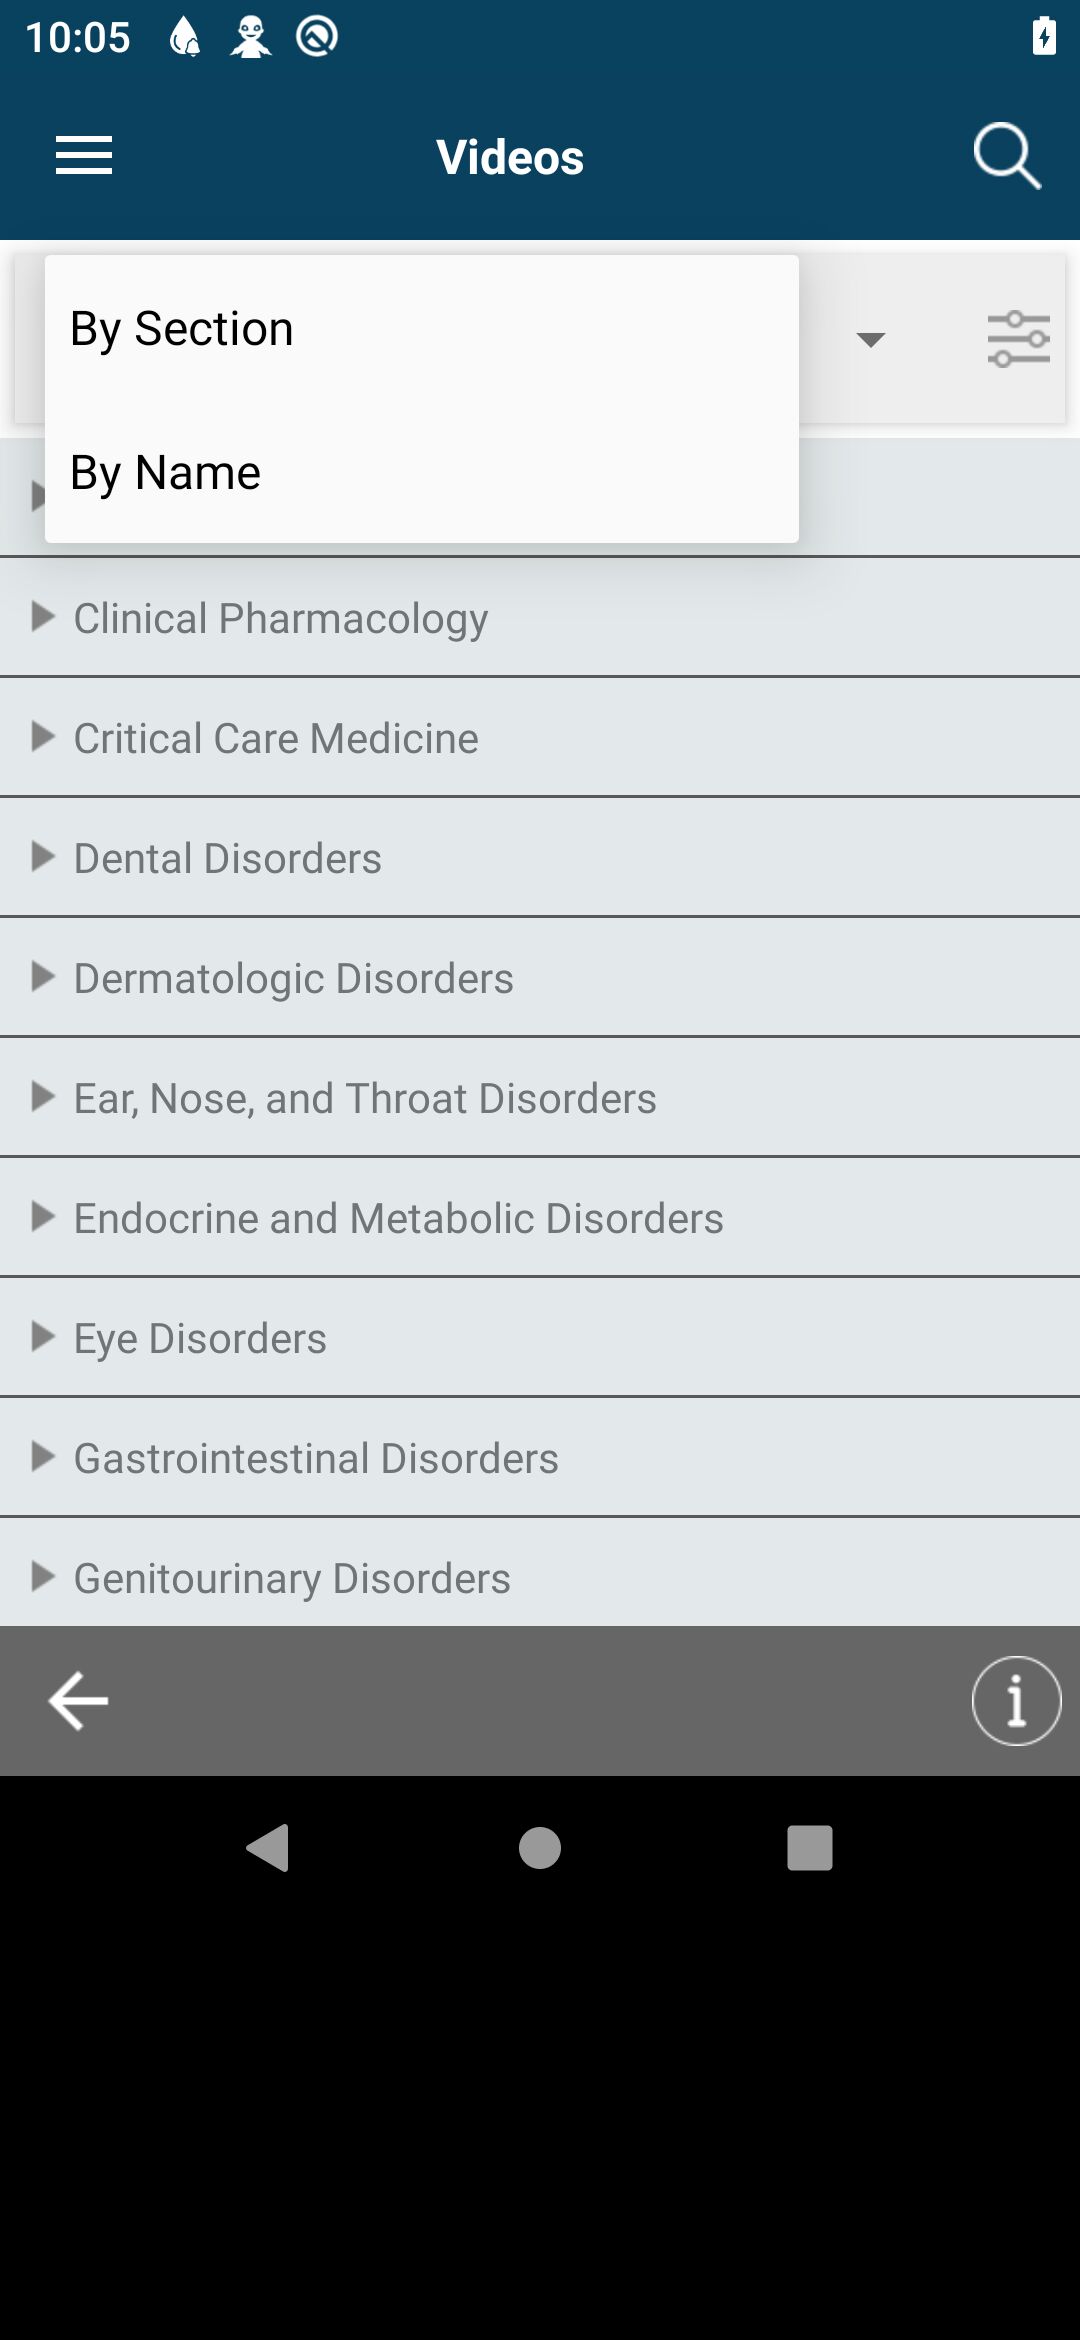 10:05
Videos
By Section
By Name
Clinical Pharmacology
Critical Care Medicine
Dental Disorders
Dermatologic Disorders
Ear, Nose, and Throat Disorders
Endocrine and Metabolic Disorders
Eye Disorders
Gastrointestinal Disorders
Genitourinary Disorders